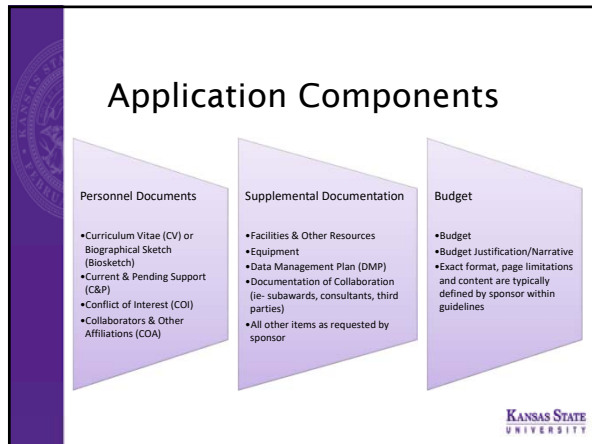 Application Components
Personnel Documents
•Curriculum Vitae (CV) or
Biographical Sketch
(Biosketch)
•Current & Pending Support
(C&P)
•Conflict of Interest (COI)
•Collaborators & Other
Affiliations (COA)
Supplemental Documentation
•Facilities & Other Resources
•Equipment
•Data Management Plan (DMP)
•Documentation of Collaboration
(ie- subawards, consultants, third
parties)
•All other items as requested by
sponsor
Budget
•Budget
•Budget Justification/Narrative
•Exact format, page limitations
and content are typically
defined by sponsor within
guidelines
KANSAS STATE
UNIVERSITY